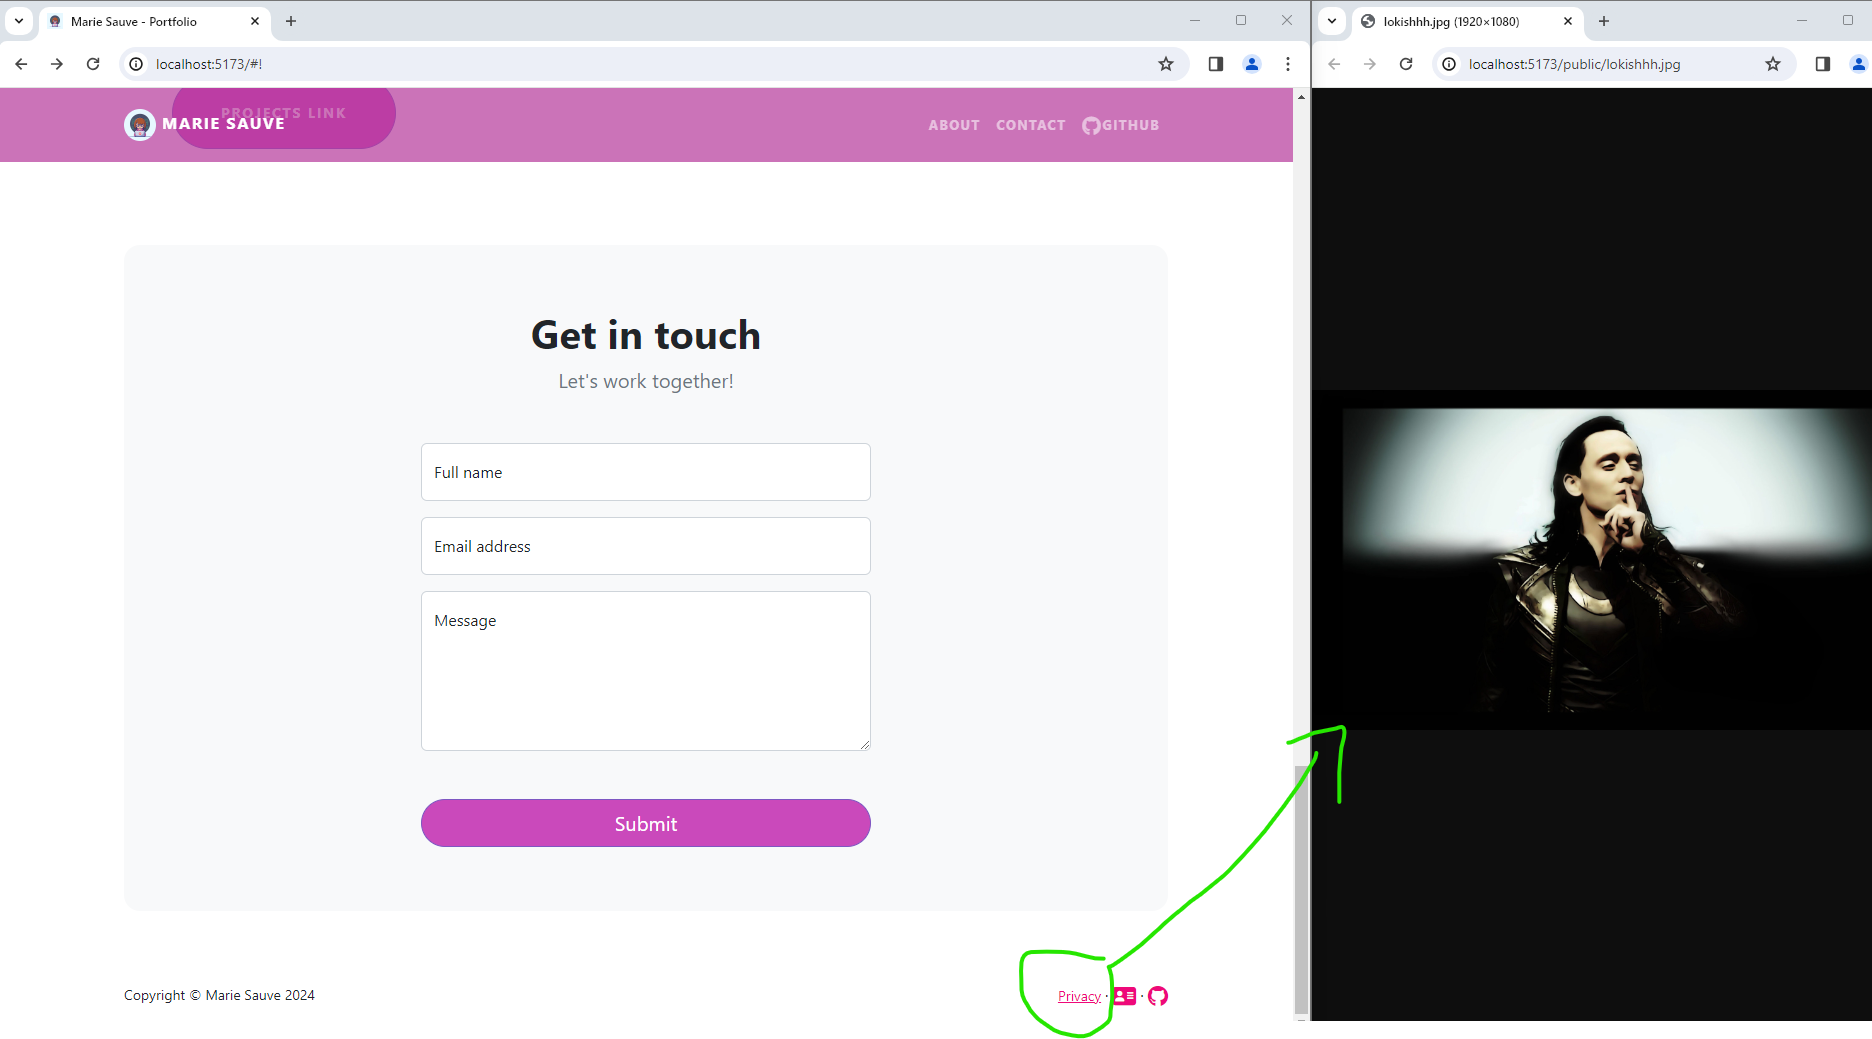 Marie Sauve - Portfolio
localhost:5173/#!
PROJECTS LINK
MARIE SAUVE
ABOUT
CONTACT
GITHUB
Get in touch
Let's work together!
Full name
Email address
Message
Submit
Copyright © Marie Sauve 2024
Privacy · ·
lokishhh.jpg (1920×1080)
localhost:5173/public/lokishhh.jpg